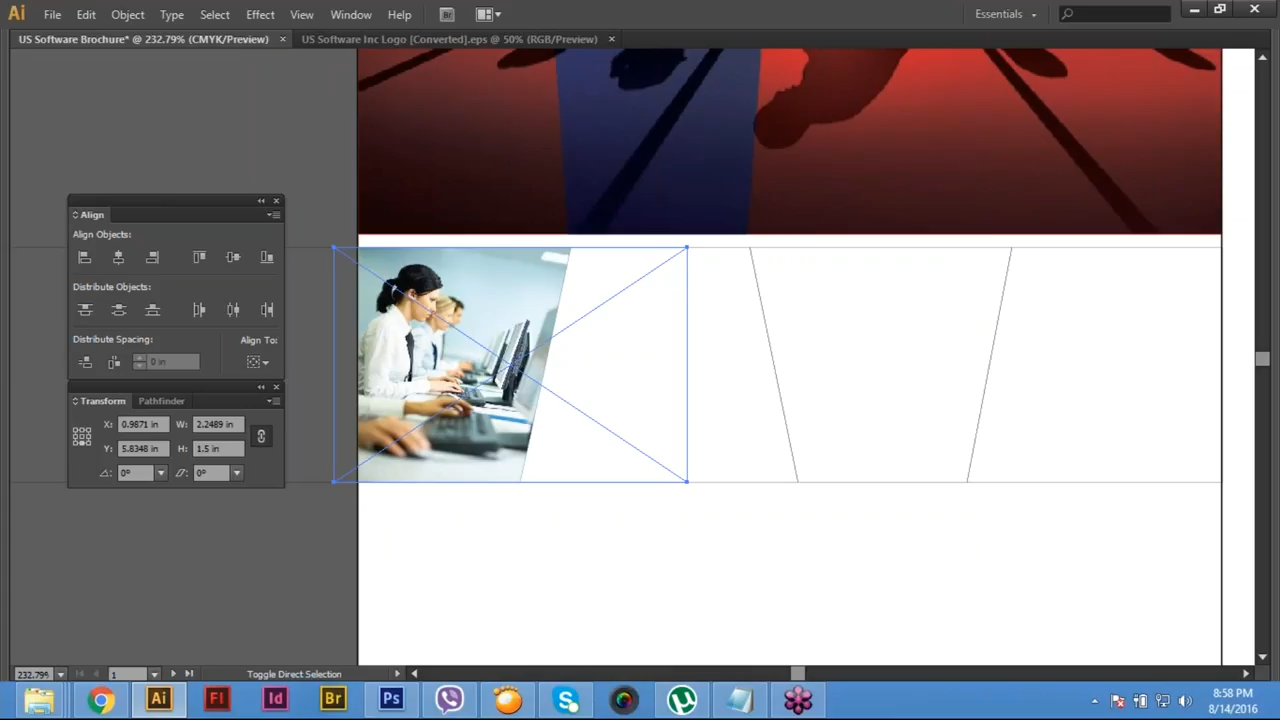 Ai File Edit Object Type Select Effect View Window Help Br Essentials
US Software Brochure* @ 232.79% (CMYK/Preview) × US Software Inc Logo [Converted].eps @ 50% (RGB/Preview) ×
Align
Align Objects:
Distribute Objects:
Distribute Spacing: Align To:
0 in
Transform Pathfinder
X: 0.9871 in W: 2.2489 in
Y: 5.8348 in H: 1.5 in
0° 0°
232.79% 1 Toggle Direct Selection
Ai Fl Id Br Ps
8:58 PM
8/14/2016